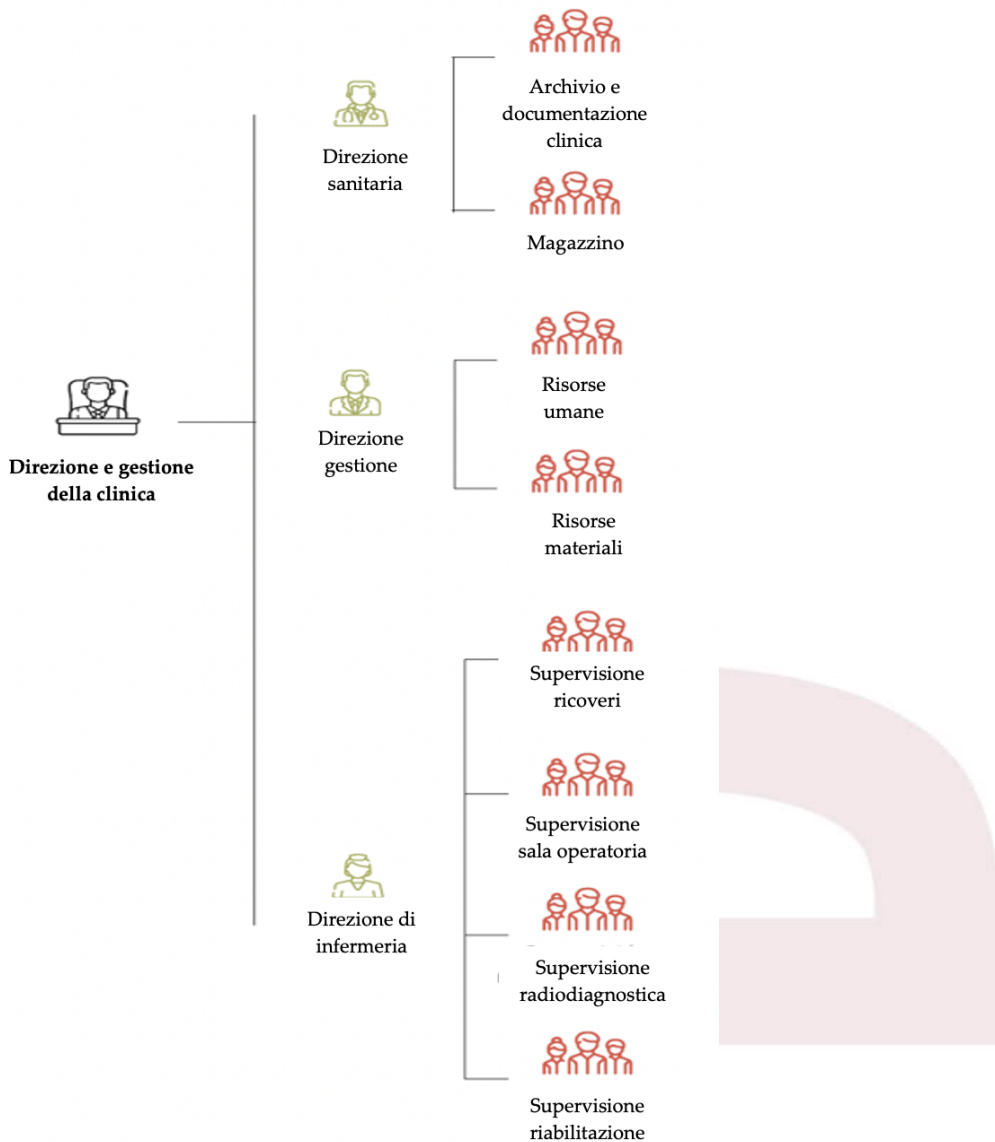 Archivio e
documentazione
clinica
Direzione
sanitaria
Magazzino
Risorse
umane
Direzione
gestione
Direzione e gestione
della clinica
Risorse
materiali
Supervisione
ricoveri
Supervisione
sala operatoria
Direzione di
infermeria
Supervisione
radiodiagnostica
Supervisione
riabilitazione